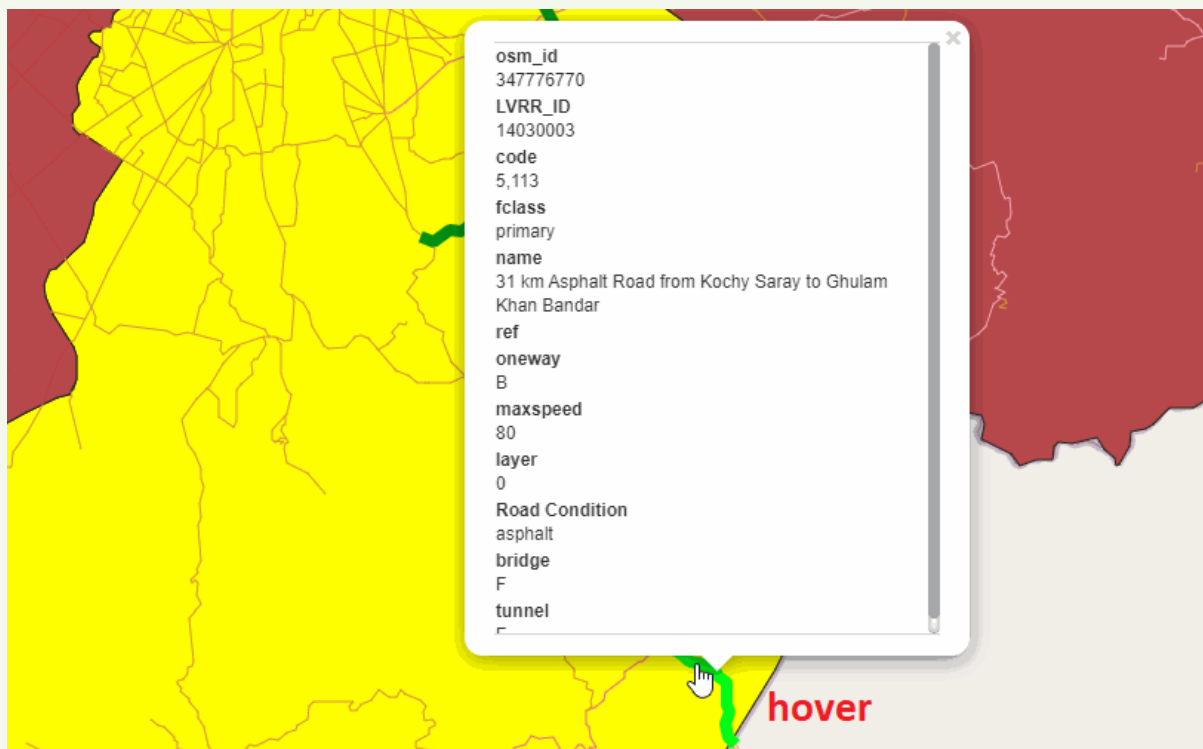 osm_id
347776770
LVRR_ID
14030003
code
5,113
fclass
primary
name
31 km Asphalt Road from Kochy Saray to Ghulam
Khan Bandar
ref
oneway
B
maxspeed
80
layer
0
Road Condition
asphalt
bridge
F
tunnel
hover